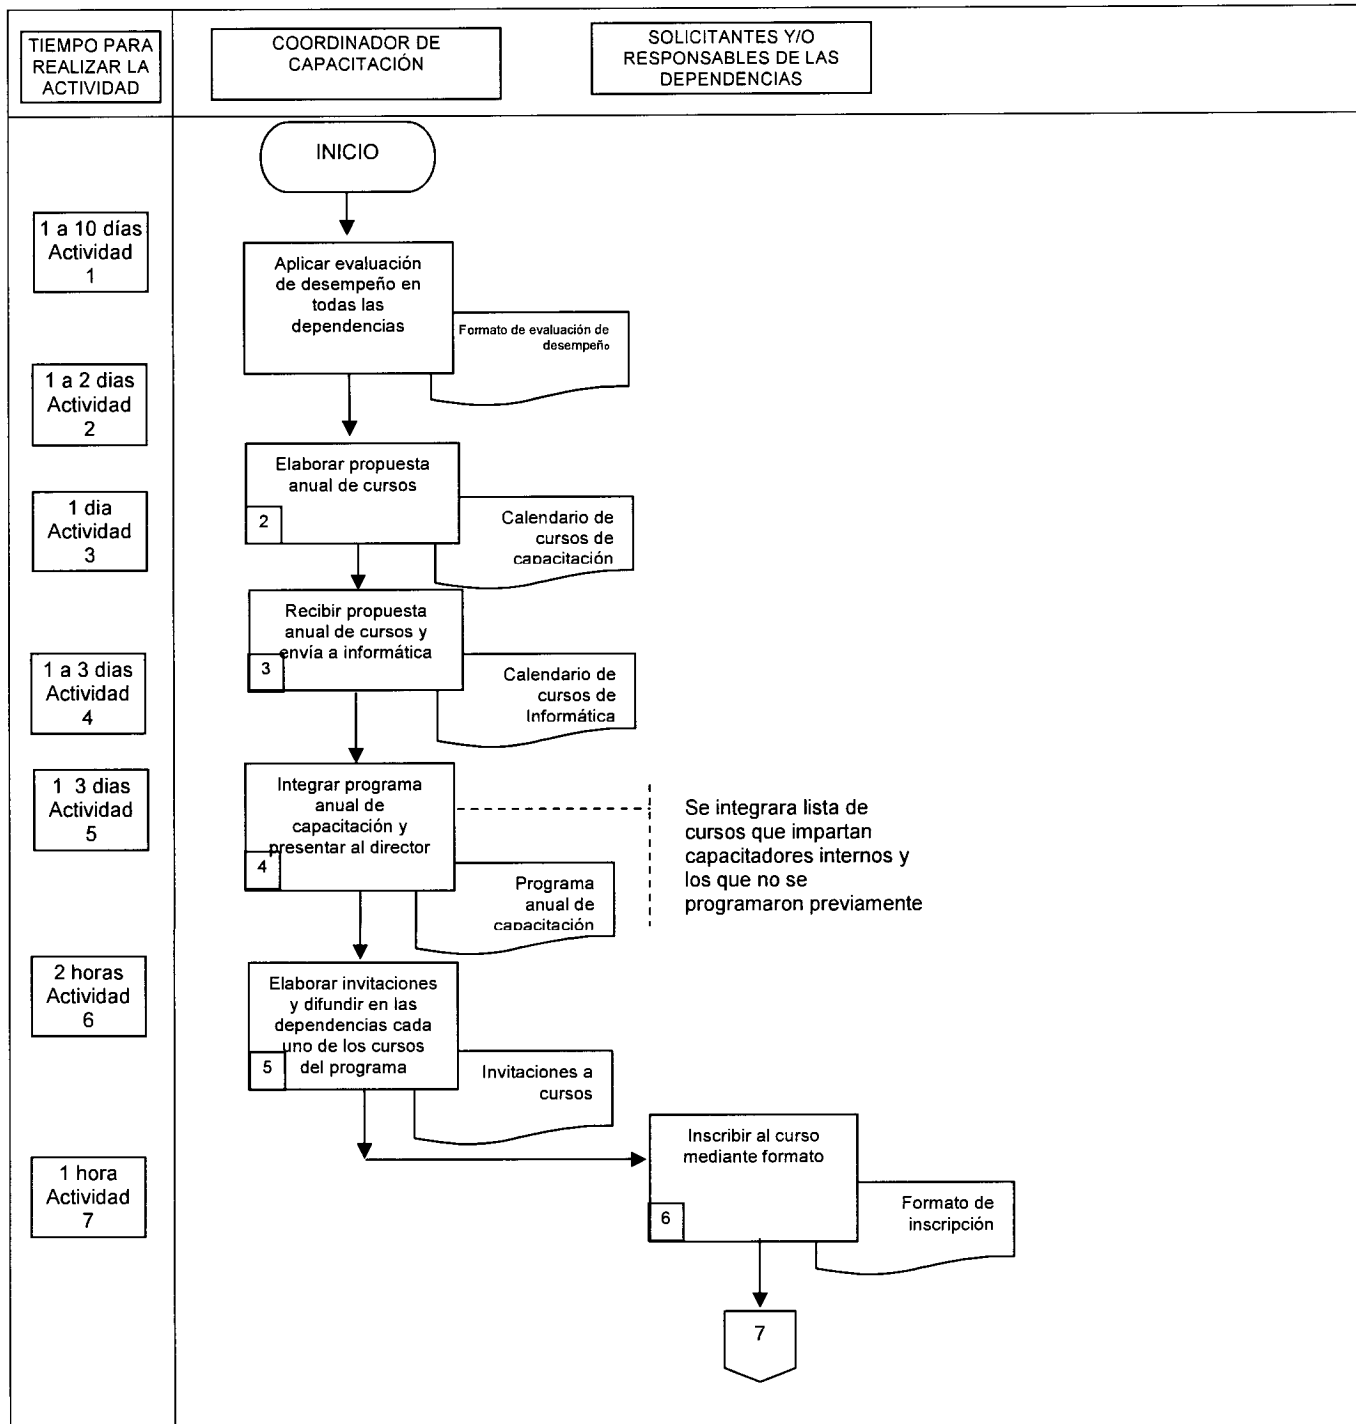 TIEMPO PARA
REALIZAR LA
ACTIVIDAD
COORDINADOR DE
CAPACITACIÓN
SOLICITANTES Y/O
RESPONSABLES DE LAS
DEPENDENCIAS
INICIO
1 a 10 días
Actividad
1
Aplicar evaluación
de desempeño en
todas las
dependencias
Formato de evaluación de
desempeño
1 a 2 dias
Actividad
2
Elaborar propuesta
anual de cursos
2
Calendario de
cursos de
capacitación
1 dia
Actividad
3
Recibir propuesta
anual de cursos y
envía a informática
3
Calendario de
cursos de
Informática
1 a 3 dias
Actividad
4
Integrar programa
anual de
capacitación y
presentar al director
4
Programa
anual de
capacitación
Se integrara lista de
cursos que impartan
capacitadores internos y
los que no se
programaron previamente
1 3 dias
Actividad
5
Elaborar invitaciones
y difundir en las
dependencias cada
uno de los cursos
del programa
5
Invitaciones a
cursos
2 horas
Actividad
6
Inscribir al curso
mediante formato
6
Formato de
inscripción
1 hora
Actividad
7
7